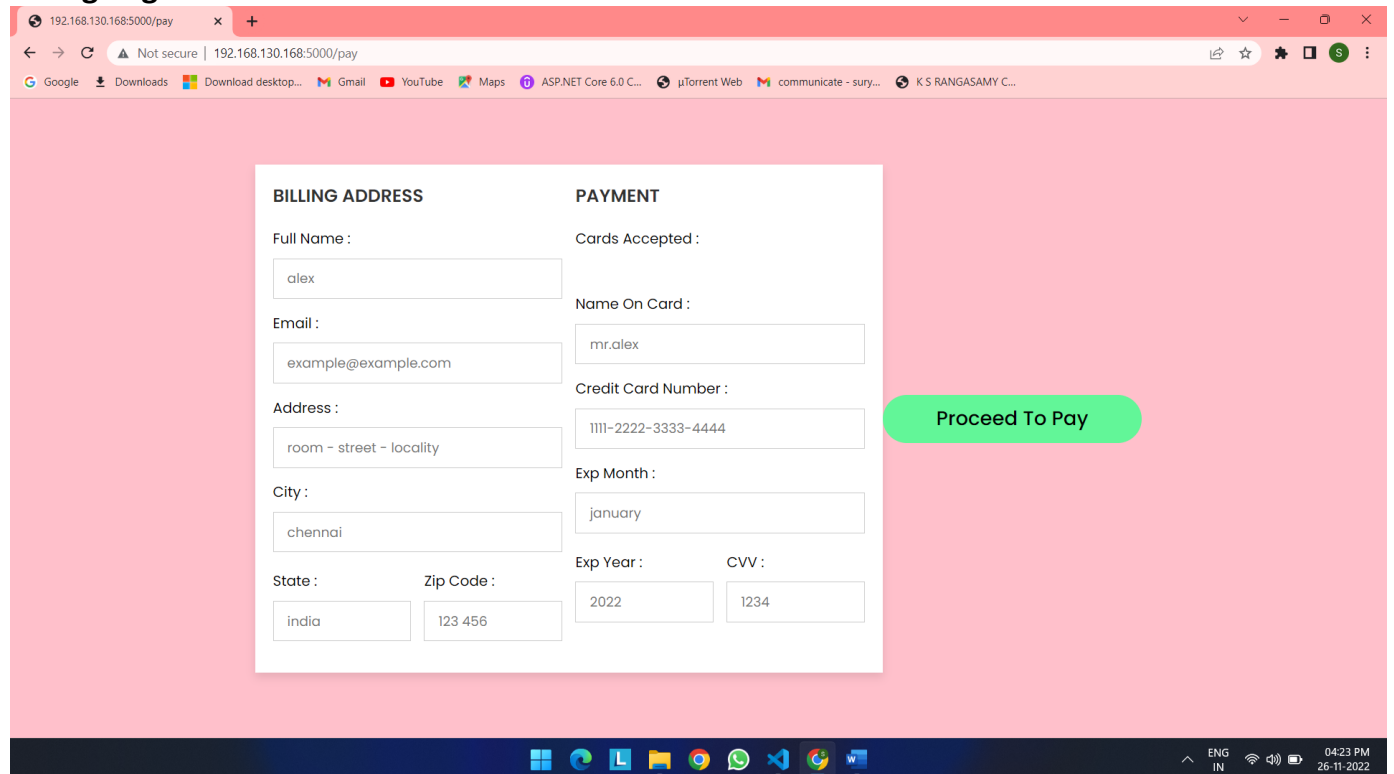 192.168.130.168:5000/pay
Not secure | 192.168.130.168:5000/pay
Google Downloads Download desktop... Gmail YouTube Maps ASP.NET Core 6.0 C... µTorrent Web communicate - sury... K S RANGASAMY C...
S
BILLING ADDRESS
Full Name :
alex
Email :
example@example.com
Address :
room - street - locality
City :
chennai
State : Zip Code :
india 123 456
PAYMENT
Cards Accepted :
Name On Card :
mr.alex
Credit Card Number :
1111-2222-3333-4444
Exp Month :
january
Exp Year : CVV :
2022 1234
Proceed To Pay
L
W
ENG
IN
04:23 PM
26-11-2022